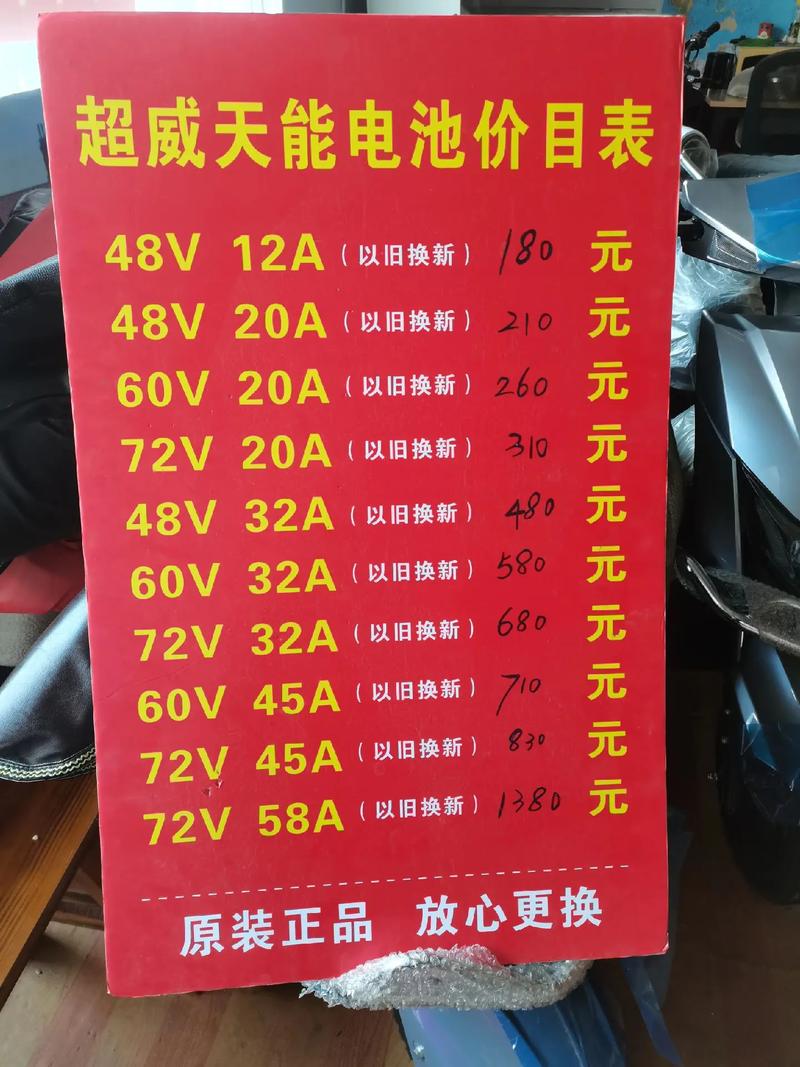 超威天能电池价目表
48V 12A（以旧换新）180 元
48V 20A（以旧换新）210 元
60V 20A（以旧换新）260 元
72V 20A（以旧换新）310 元
48V 32A（以旧换新）480 元
60V 32A（以旧换新）580 元
72V 32A（以旧换新）680 元
60V 45A（以旧换新）710 元
72V 45A（以旧换新）830 元
72V 58A（以旧换新）1380 元
原装正品 放心更换